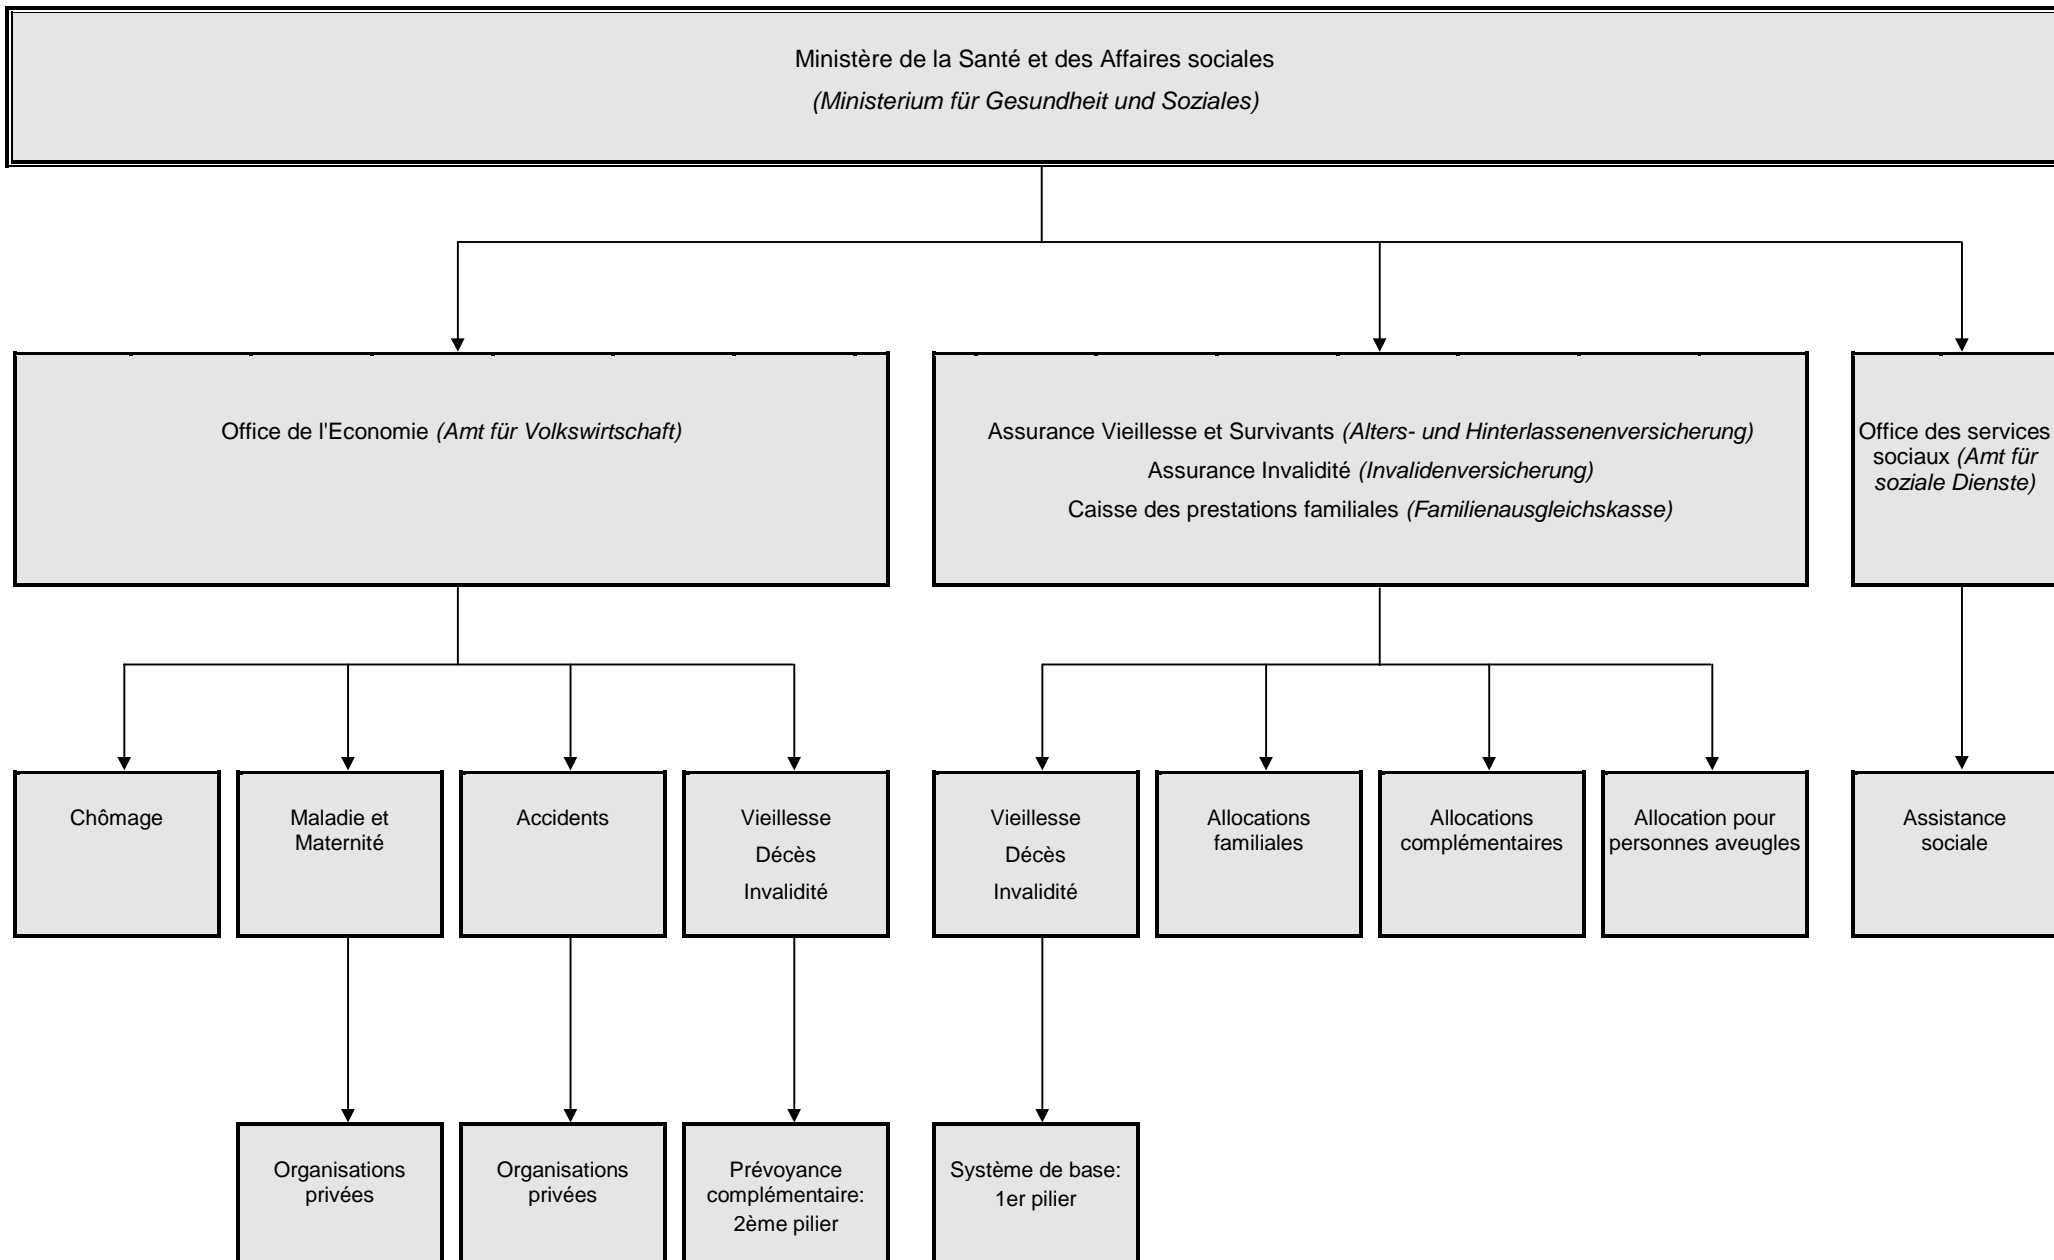 Ministère de la Santé et des Affaires sociales
(Ministerium für Gesundheit und Soziales)
Office de l'Economie (Amt für Volkswirtschaft)
Assurance Vieillesse et Survivants (Alters- und Hinterlassenenversicherung)
Assurance Invalidité (Invalidenversicherung)
Caisse des prestations familiales (Familienausgleichskasse)
Office des services
sociaux (Amt für
soziale Dienste)
Chômage
Maladie et
Maternité
Accidents
Vieillesse
Décès
Invalidité
Vieillesse
Décès
Invalidité
Allocations
familiales
Allocations
complémentaires
Allocation pour
personnes aveugles
Assistance
sociale
Organisations
privées
Organisations
privées
Prévoyance
complémentaire:
2ème pilier
Système de base:
1er pilier